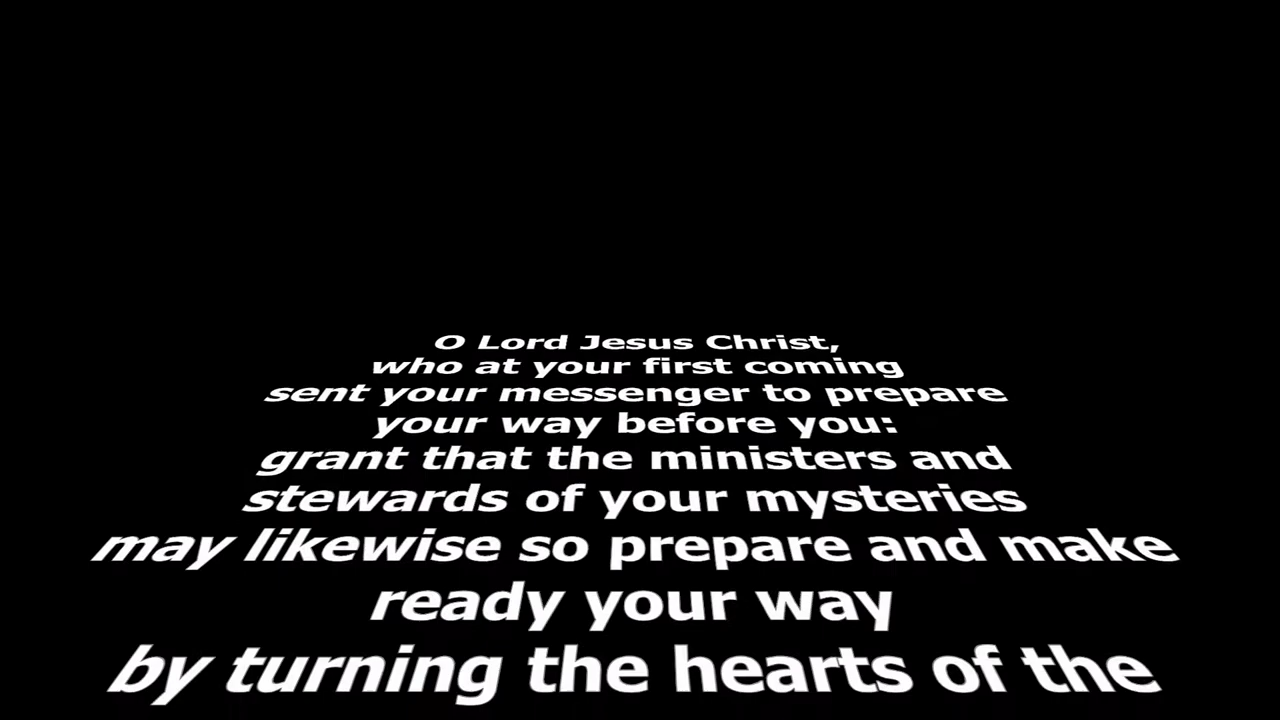 O Lord Jesus Christ,
who at your first coming
sent your messenger to prepare
your way before you:
grant that the ministers and
stewards of your mysteries
may likewise so prepare and make
ready your way
by turning the hearts of the